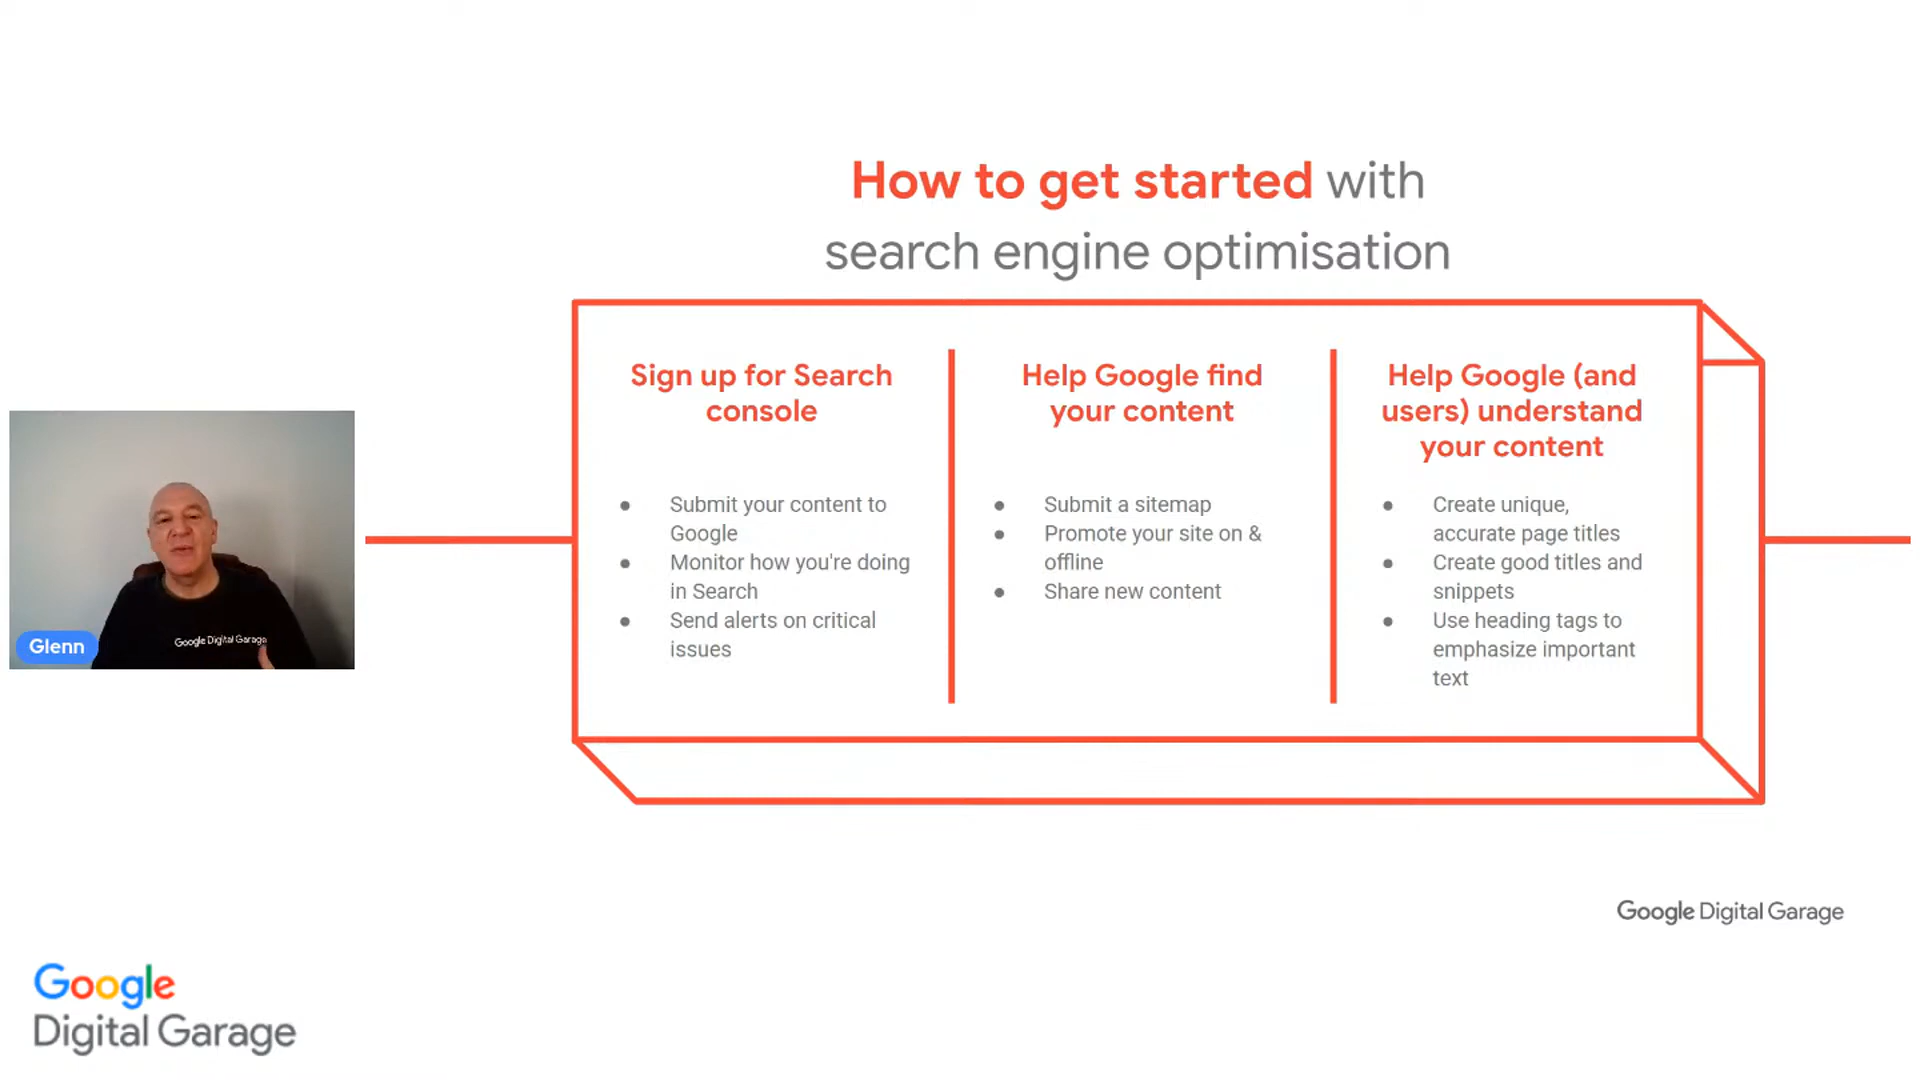 How to get started with
search engine optimisation
Sign up for Search
console
● Submit your content to
Google
● Monitor how you're doing
in Search
● Send alerts on critical
issues
Help Google find
your content
● Submit a sitemap
● Promote your site on &
offline
● Share new content
Help Google (and
users) understand
your content
● Create unique,
accurate page titles
● Create good titles and
snippets
● Use heading tags to
emphasize important
text
Google Digital Garage
Glenn
Google Digital Garage
Google
Digital Garage